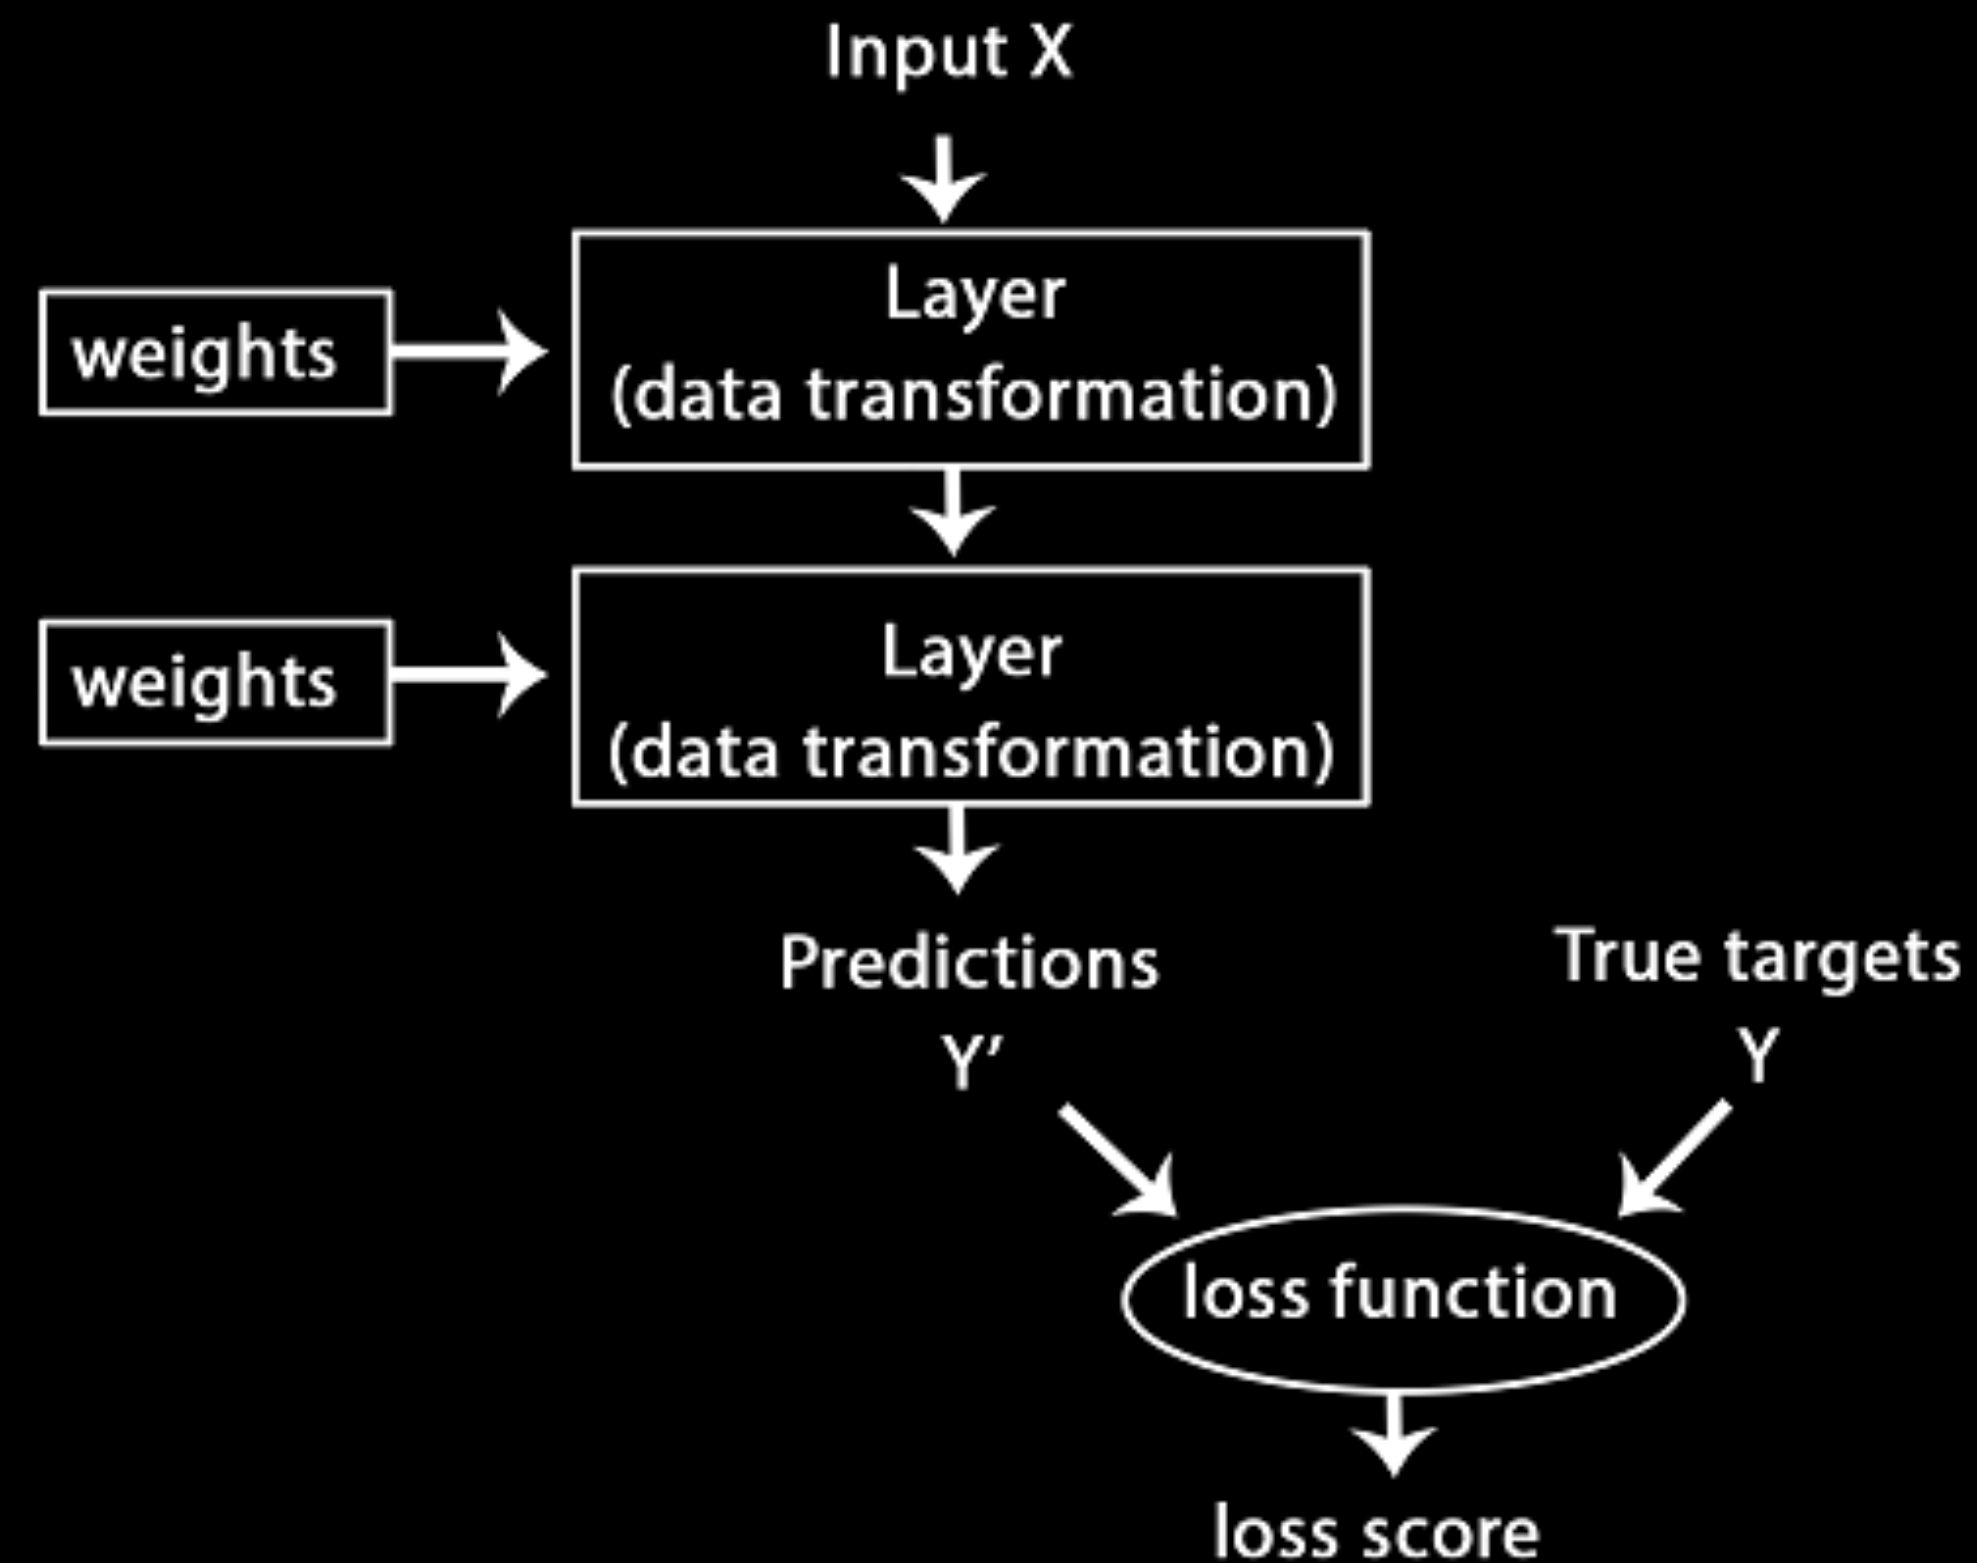 Input X
weights
Layer
(data transformation)
weights
Layer
(data transformation)
Predictions
Y’
True targets
Y
loss function
loss score